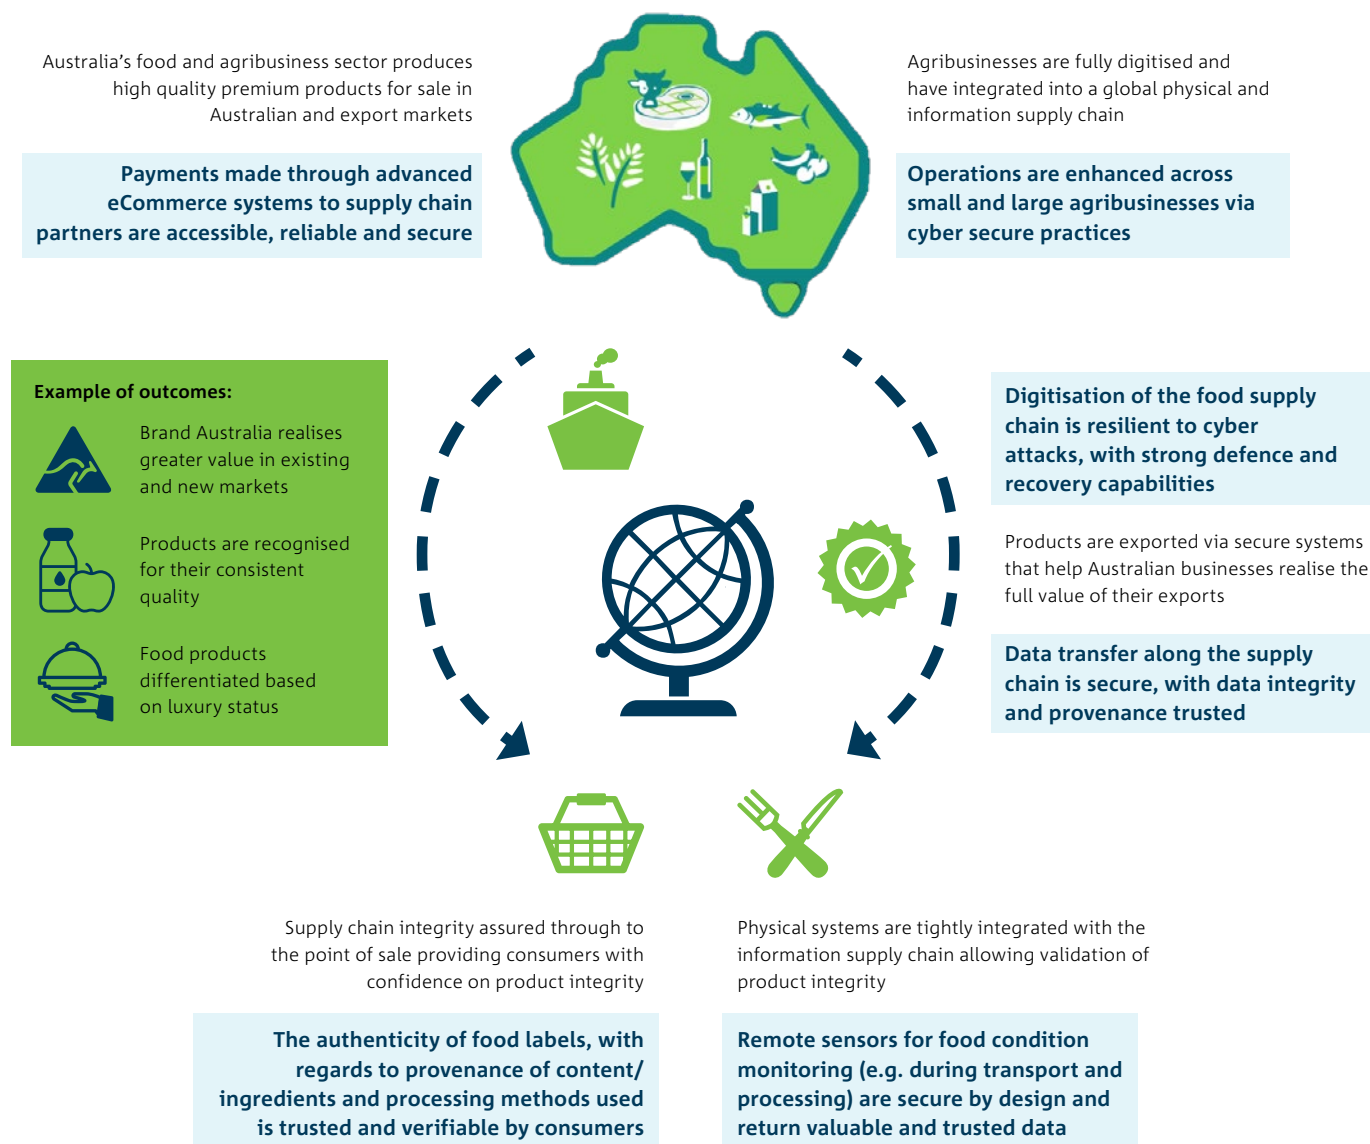 Australia’s food and agribusiness sector produces
high quality premium products for sale in
Australian and export markets
Payments made through advanced
eCommerce systems to supply chain
partners are accessible, reliable and secure
Agribusinesses are fully digitised and
have integrated into a global physical and
information supply chain
Operations are enhanced across
small and large agribusinesses via
cyber secure practices
Example of outcomes:
Brand Australia realises
greater value in existing
and new markets
Products are recognised
for their consistent
quality
Food products
differentiated based
on luxury status
Digitisation of the food supply
chain is resilient to cyber
attacks, with strong defence and
recovery capabilities
Products are exported via secure systems
that help Australian businesses realise the
full value of their exports
Data transfer along the supply
chain is secure, with data integrity
and provenance trusted
Supply chain integrity assured through to
the point of sale providing consumers with
confidence on product integrity
The authenticity of food labels, with
regards to provenance of content/
ingredients and processing methods used
is trusted and verifiable by consumers
Physical systems are tightly integrated with the
information supply chain allowing validation of
product integrity
Remote sensors for food condition
monitoring (e.g. during transport and
processing) are secure by design and
return valuable and trusted data